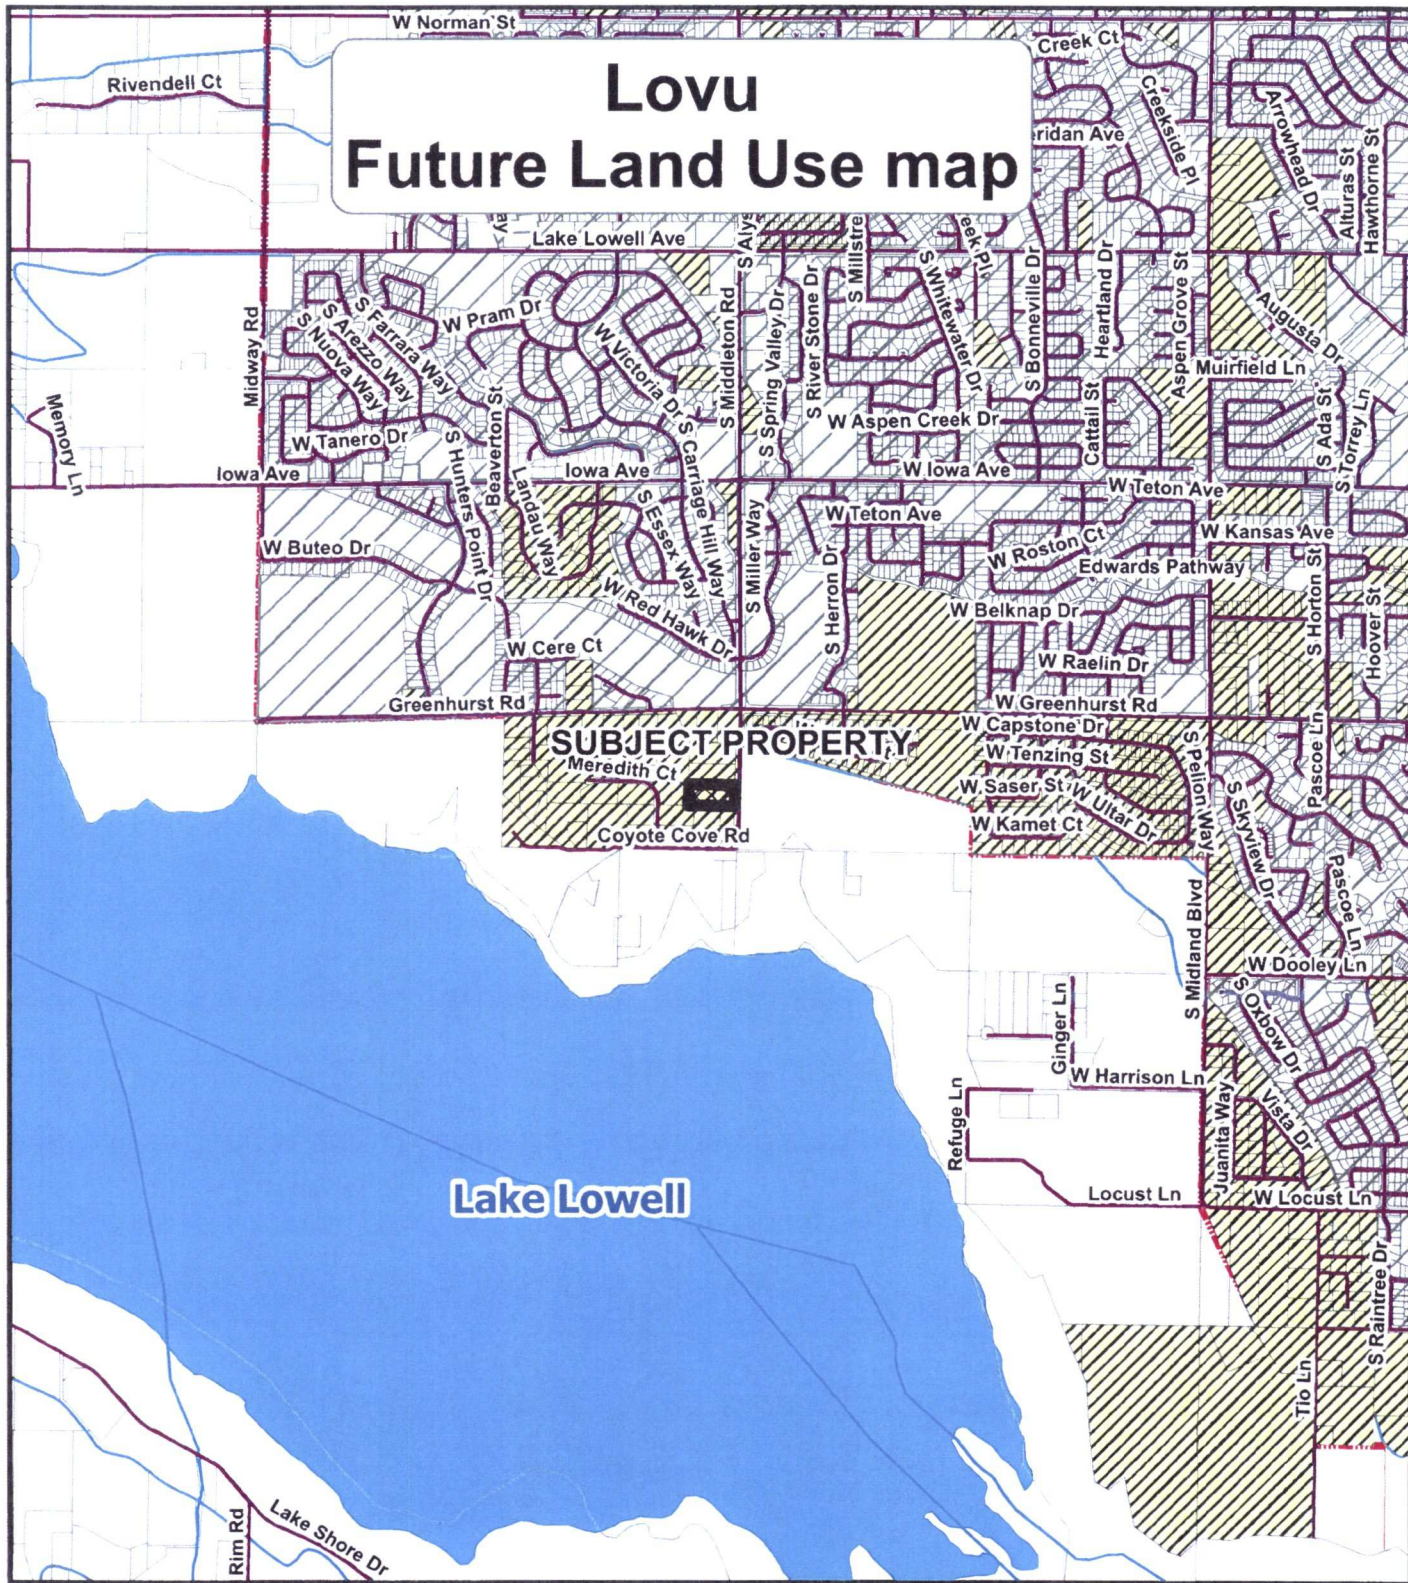 W Norman St
Lovu
Future Land Use map
Rivendell Ct
Creek Ct
Creekside Pl
Arrowhead Dr
Alturas St
Hawthorne St
Lake Lowell Ave
Midway Rd
S Farrara Way
S Arezzo Way
S Nuova Way
W Pram Dr
W Victoria Dr
S Middleton Rd
S Spring Valley Dr
S River Stone Dr
S Whitewater Dr
S Bonneville Dr
Heartland Dr
Aspen Grove St
Augusta Dr
Muirfield Ln
Memory Ln
W Tanero Dr
S Hunters Point Dr
Beaverton St
S Carriage Hill Way
W Aspen Creek Dr
Cattail St
S Ada St
S Torrey Ln
Iowa Ave
Landau Way
Iowa Ave
S Essex Way
W Iowa Ave
W Teton Ave
S Miller Way
W Teton Ave
W Kansas Ave
W Buteo Dr
W Roston Ct
Edwards Pathway
S Horton St
Hoover St
W Red Hawk Dr
S Herron Dr
W Belknap Dr
W Cere Ct
W Raelin Dr
Greenhurst Rd
W Greenhurst Rd
SUBJECT PROPERTY
W Capstone Dr
Meredith Ct
W Tenzing St
S Pelion Way
Pascoe Ln
W Saser St
W Ultar Dr
S Skyview Dr
Coyote Cove Rd
W Kamet Ct
Pascoe Ln
S Midland Blvd
W Dooley Ln
S Oxbow Dr
Ginger Ln
W Harrison Ln
Refuge Ln
Juanita Way
Vista Dr
Lake Lowell
Locust Ln
W Locust Ln
S Raintree Dr
Tio Ln
Rim Rd
Lake Shore Dr